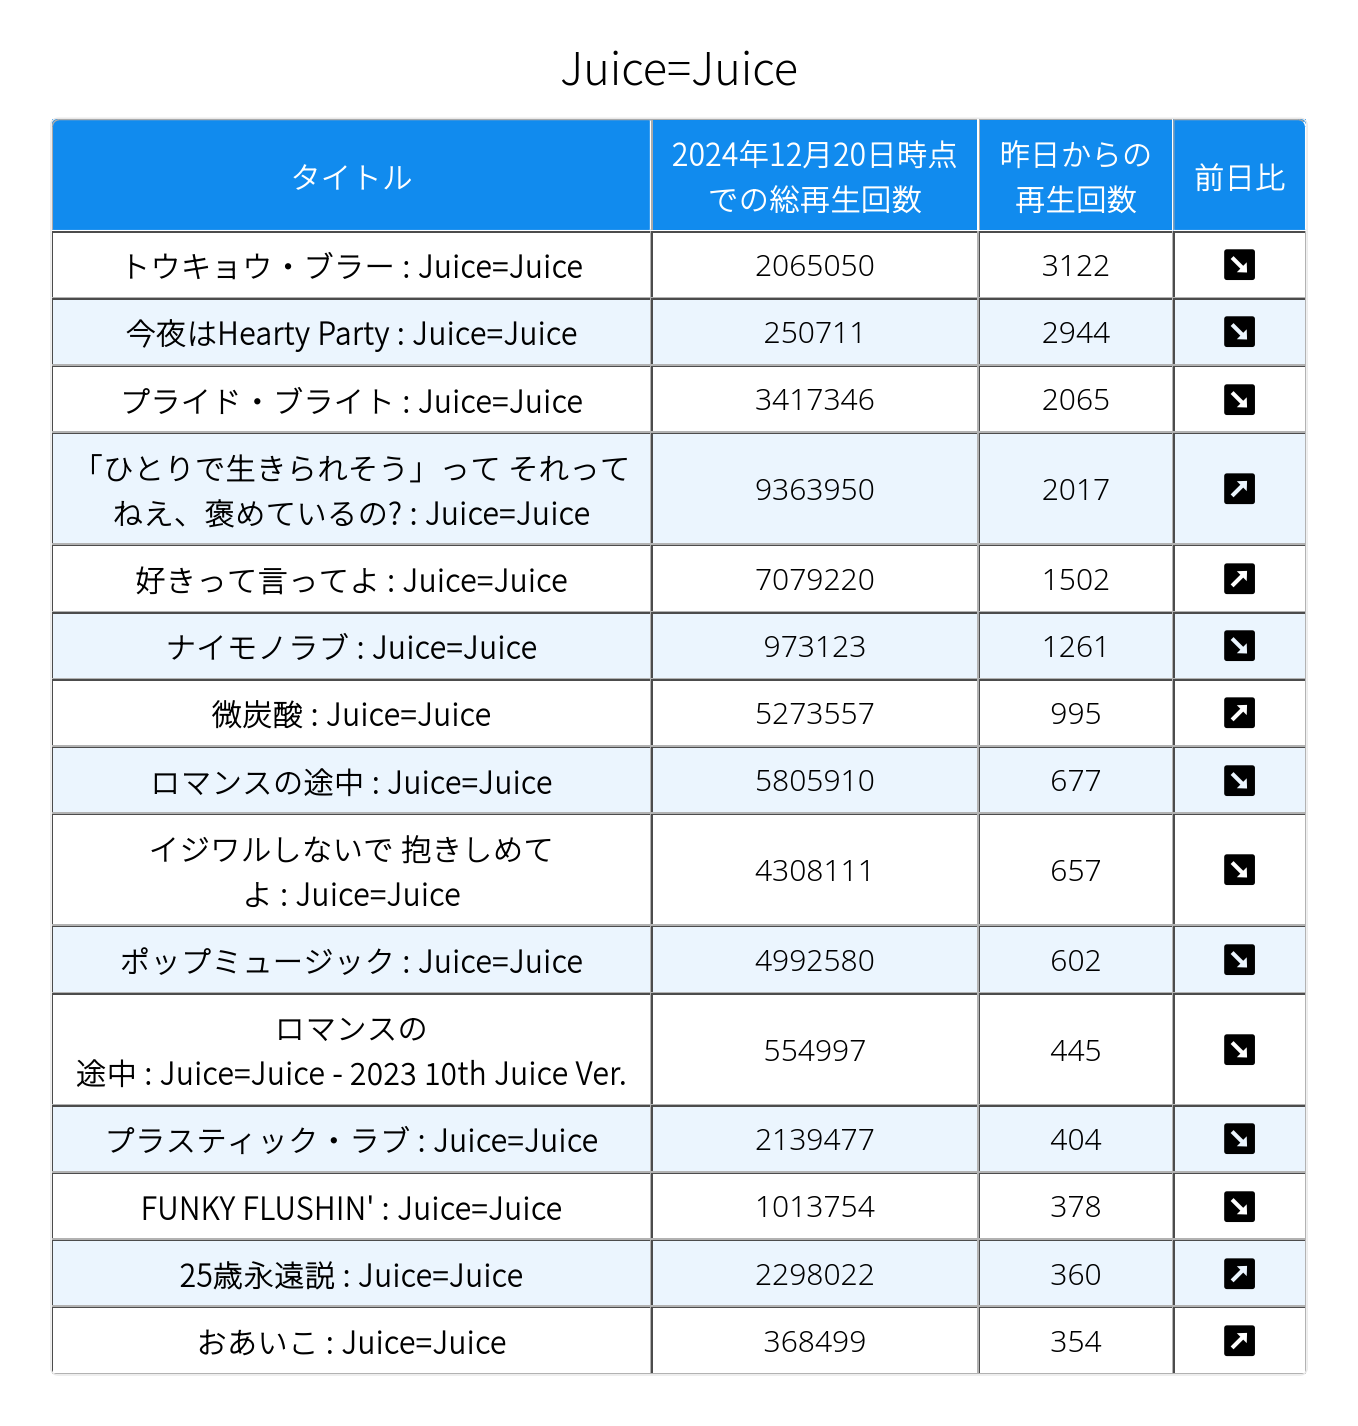 Juice=Juice
タイトル
2024年12月20日時点
での総再生回数
昨日からの
再生回数
前日比
トウキョウ・ブラー : Juice=Juice
2065050
3122
↘
今夜はHearty Party : Juice=Juice
250711
2944
↘
プライド・ブライト : Juice=Juice
3417346
2065
↘
「ひとりで生きられそう」って それって
ねえ、褒めているの? : Juice=Juice
9363950
2017
↗
好きって言ってよ : Juice=Juice
7079220
1502
↗
ナイモノラブ : Juice=Juice
973123
1261
↘
微炭酸 : Juice=Juice
5273557
995
↗
ロマンスの途中 : Juice=Juice
5805910
677
↘
イジワルしないで 抱きしめて
よ : Juice=Juice
4308111
657
↘
ポップミュージック : Juice=Juice
4992580
602
↘
ロマンスの
途中 : Juice=Juice - 2023 10th Juice Ver.
554997
445
↘
プラスティック・ラブ : Juice=Juice
2139477
404
↘
FUNKY FLUSHIN' : Juice=Juice
1013754
378
↘
25歳永遠説 : Juice=Juice
2298022
360
↗
おあいこ : Juice=Juice
368499
354
↗